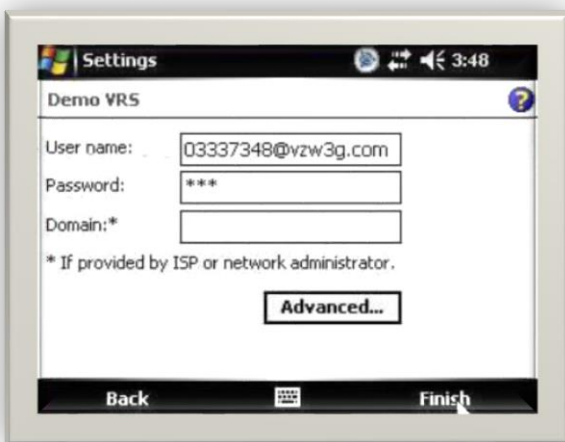 Settings 3:48
Demo VRS
User name: 03337348@vzw3g.com
Password: ***
Domain:*
* If provided by ISP or network administrator.
Advanced...
Back Finish